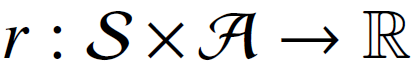 r : 𝒮 × 𝒜 → ℝ